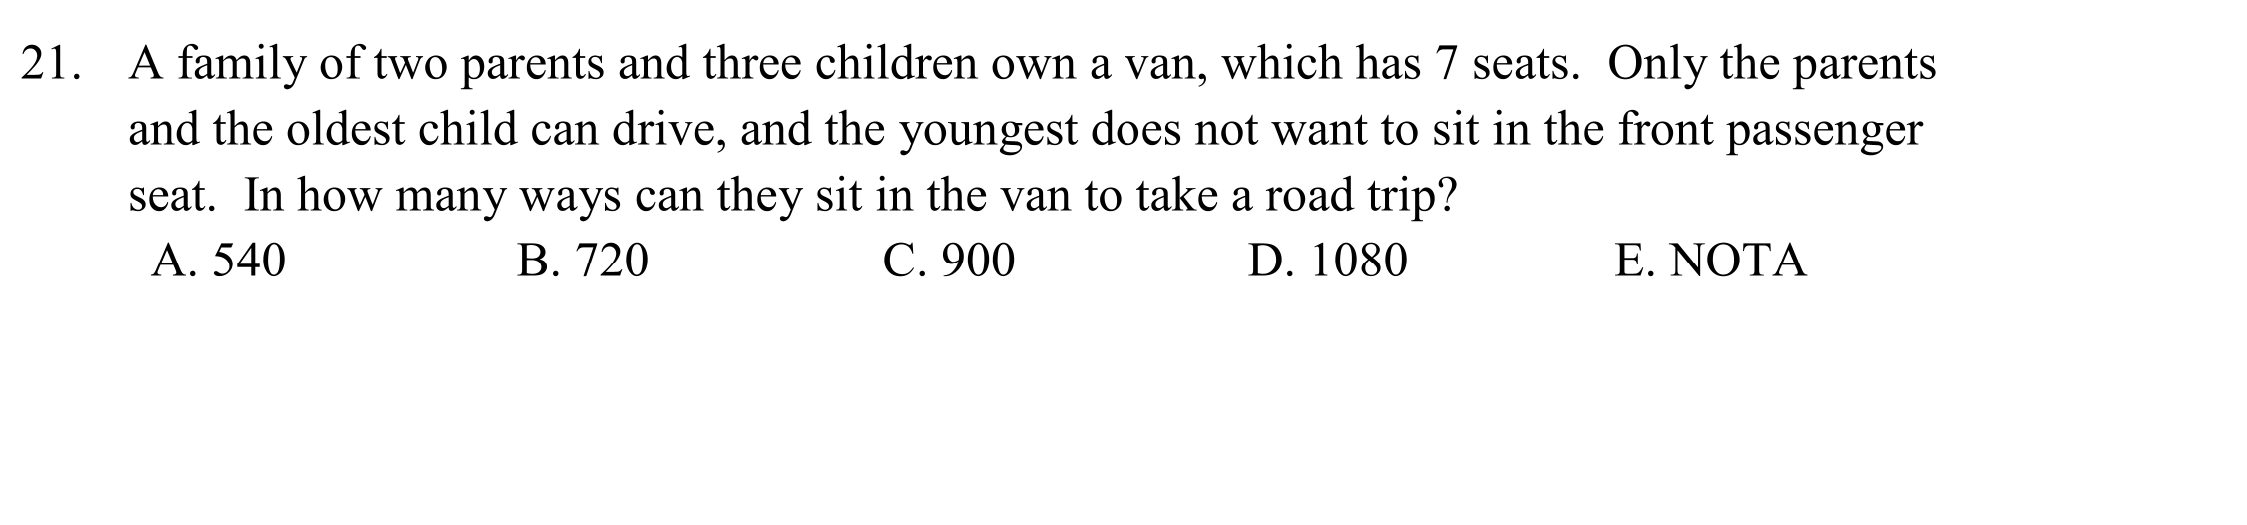 21. A family of two parents and three children own a van, which has 7 seats. Only the parents
and the oldest child can drive, and the youngest does not want to sit in the front passenger
seat. In how many ways can they sit in the van to take a road trip?
A. 540 B. 720 C. 900 D. 1080 E. NOTA